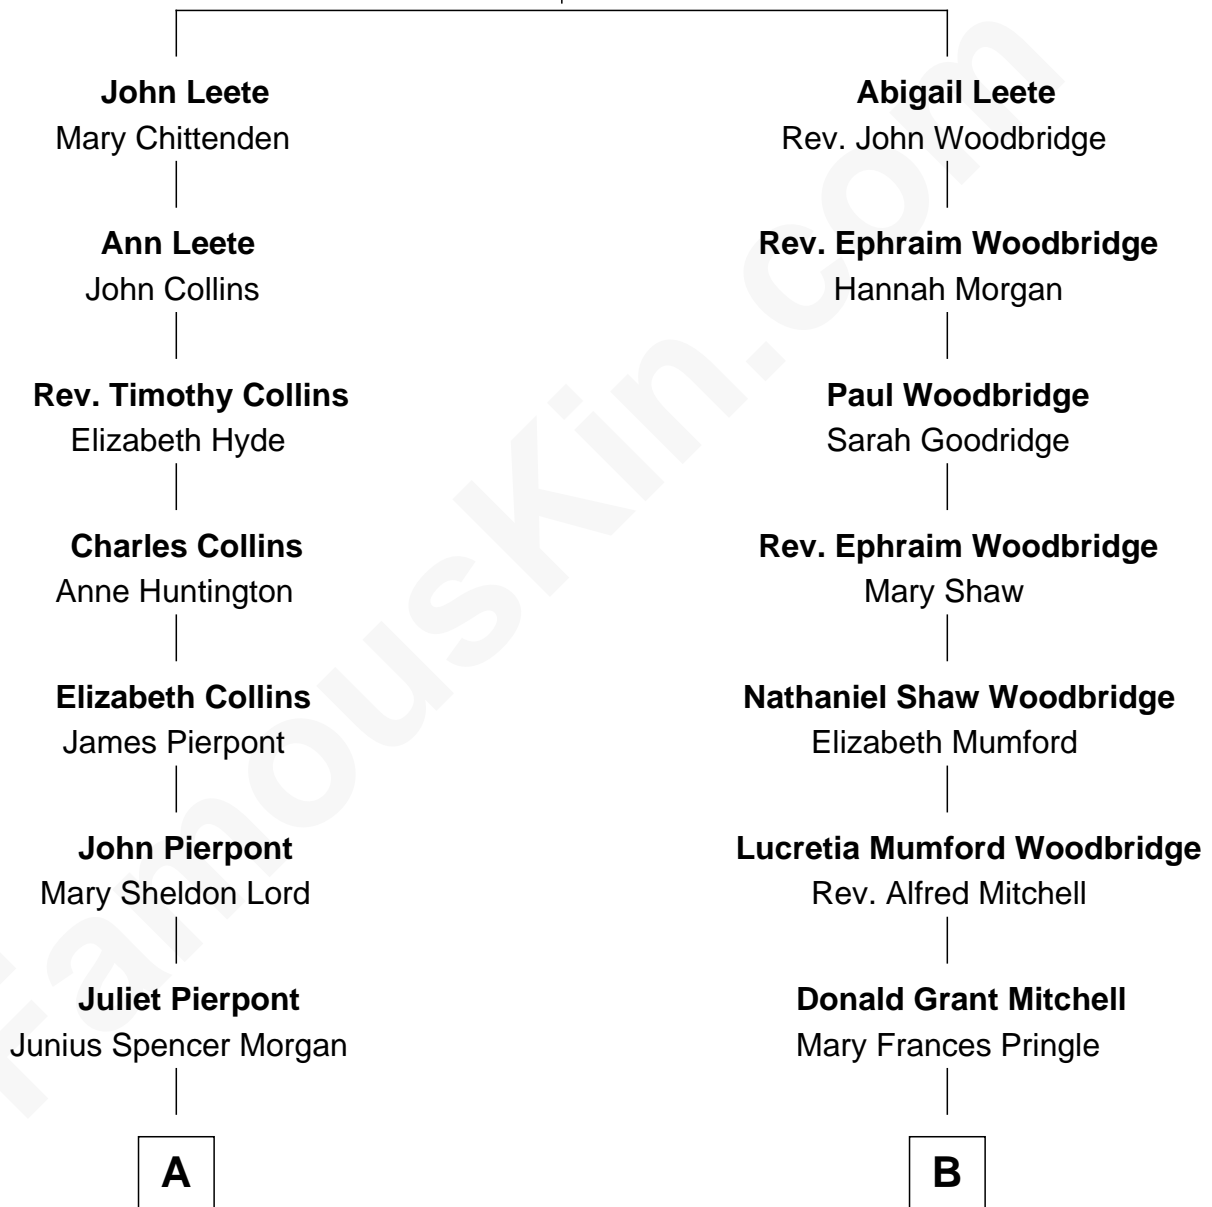 John Leete
Mary Chittenden
Ann Leete
John Collins
Rev. Timothy Collins
Elizabeth Hyde
Charles Collins
Anne Huntington
Elizabeth Collins
James Pierpont
John Pierpont
Mary Sheldon Lord
Juliet Pierpont
Junius Spencer Morgan
A
Abigail Leete
Rev. John Woodbridge
Rev. Ephraim Woodbridge
Hannah Morgan
Paul Woodbridge
Sarah Goodridge
Rev. Ephraim Woodbridge
Mary Shaw
Nathaniel Shaw Woodbridge
Elizabeth Mumford
Lucretia Mumford Woodbridge
Rev. Alfred Mitchell
Donald Grant Mitchell
Mary Frances Pringle
B
FamousKin.com